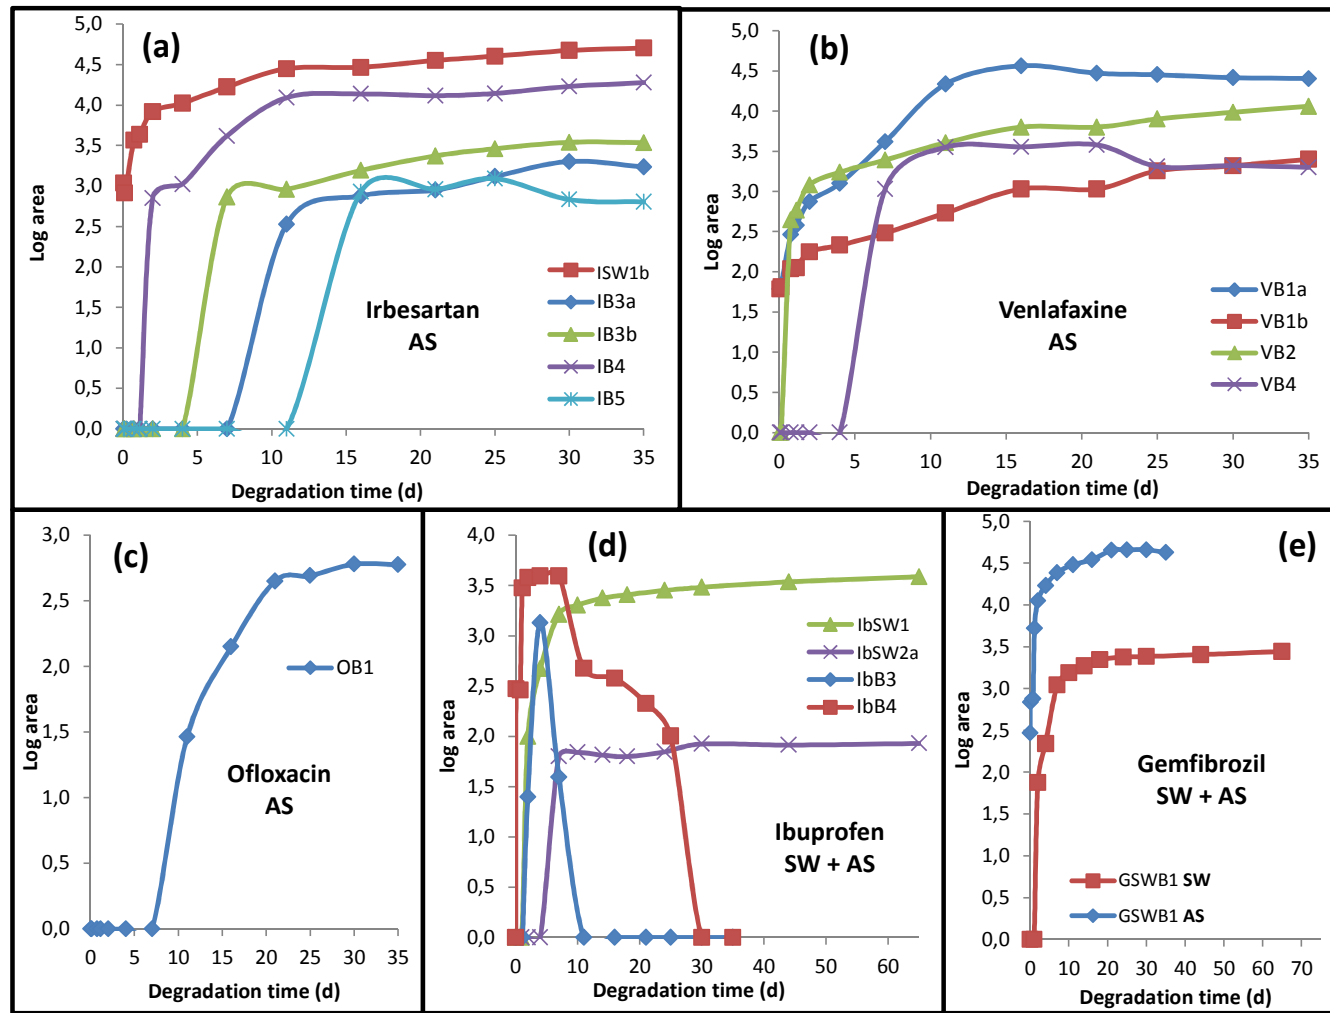 (a)
5,0
4,5
4,0
3,5
3,0
2,5
2,0
1,5
1,0
0,5
0,0
Log area
Irbesartan
AS
ISW1b
IB3a
IB3b
IB4
IB5
0 5 10 15 20 25 30 35
Degradation time (d)
(b)
5,0
4,5
4,0
3,5
3,0
2,5
2,0
1,5
1,0
0,5
0,0
Log area
Venlafaxine
AS
VB1a
VB1b
VB2
VB4
0 5 10 15 20 25 30 35
Degradation time (d)
(c)
3,0
2,5
2,0
1,5
1,0
0,5
0,0
Log area
OB1
Ofloxacin
AS
0 5 10 15 20 25 30 35
Degradation time (d)
(d)
4,0
3,5
3,0
2,5
2,0
1,5
1,0
0,5
0,0
log area
IbSW1
IbSW2a
IbB3
IbB4
Ibuprofen
SW + AS
0 10 20 30 40 50 60
Degradation time (d)
(e)
5,0
4,5
4,0
3,5
3,0
2,5
2,0
1,5
1,0
0,5
0,0
Log area
Gemfibrozil
SW + AS
GSWB1 SW
GSWB1 AS
0 10 20 30 40 50 60 70
Degradation time (d)